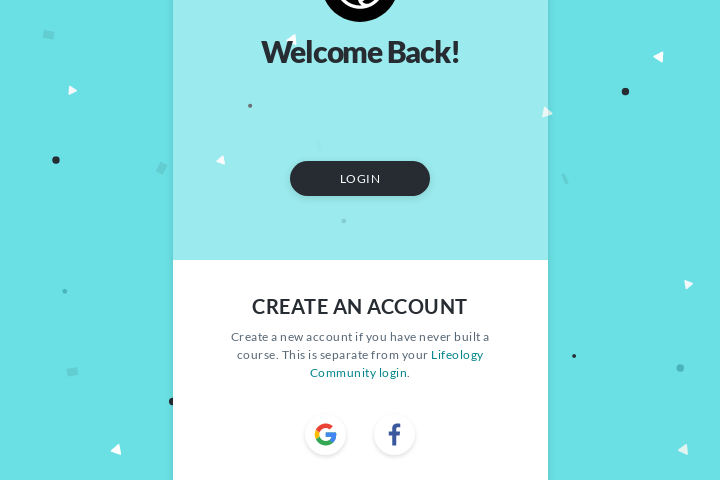 Welcome Back!
LOGIN
CREATE AN ACCOUNT
Create a new account if you have never built a
course. This is separate from your Lifeology
Community login.